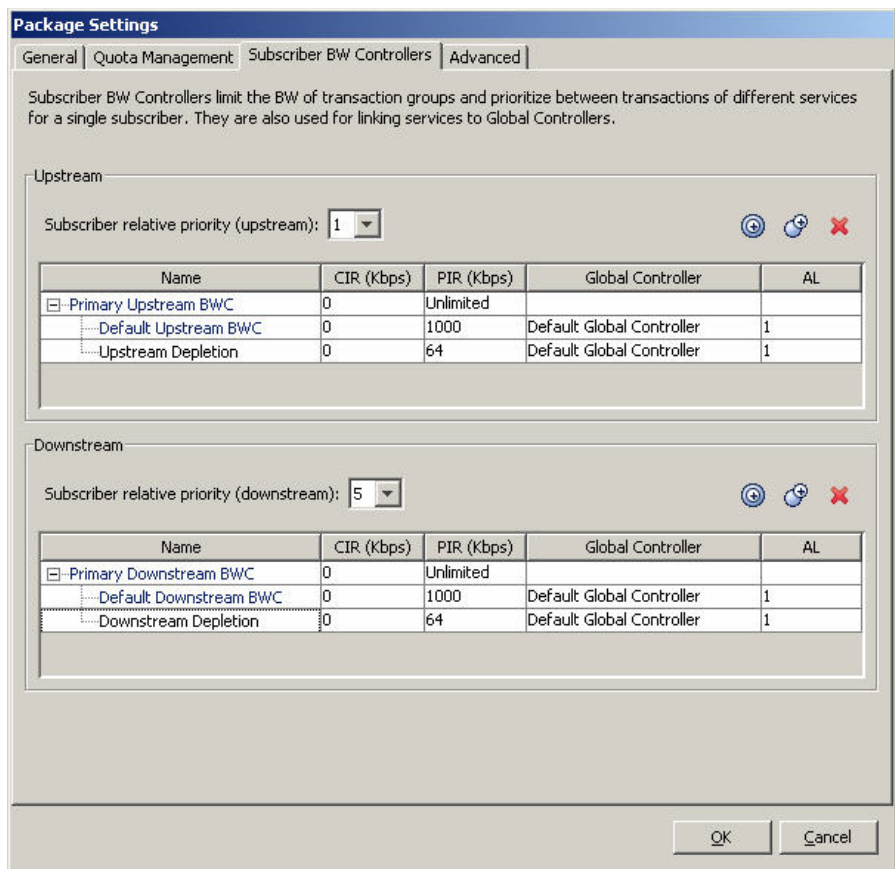 Package Settings
General Quota Management Subscriber BW Controllers Advanced
Subscriber BW Controllers limit the BW of transaction groups and prioritize between transactions of different services
for a single subscriber. They are also used for linking services to Global Controllers.
Upstream
Subscriber relative priority (upstream): 1
Name CIR (Kbps) PIR (Kbps) Global Controller AL
Primary Upstream BWC 0 Unlimited
Default Upstream BWC 0 1000 Default Global Controller 1
Upstream Depletion 0 64 Default Global Controller 1
Downstream
Subscriber relative priority (downstream): 5
Name CIR (Kbps) PIR (Kbps) Global Controller AL
Primary Downstream BWC 0 Unlimited
Default Downstream BWC 0 1000 Default Global Controller 1
Downstream Depletion 0 64 Default Global Controller 1
OK Cancel